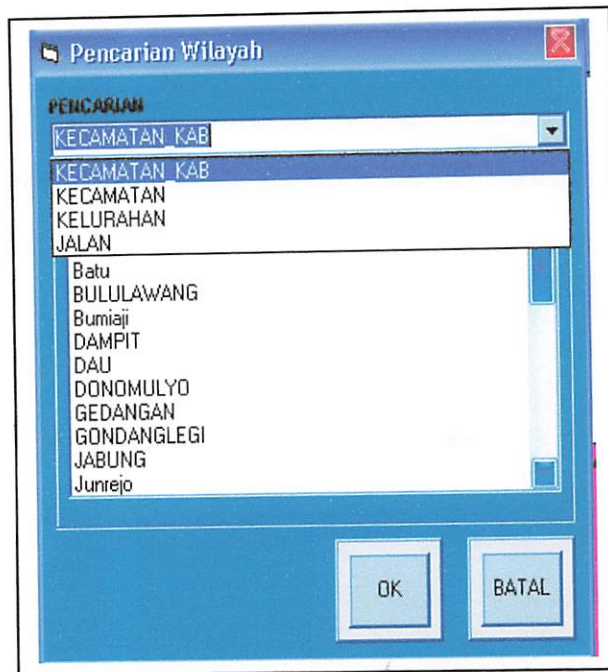 Pencarian Wilayah
PENCARIAN
KECAMATAN_KAB
KECAMATAN_KAB
KECAMATAN
KELURAHAN
JALAN
Batu
BULULAWANG
Bumiaji
DAMPIT
DAU
DONOMULYO
GEDANGAN
GONDANGLEGI
JABUNG
Junrejo
OK
BATAL